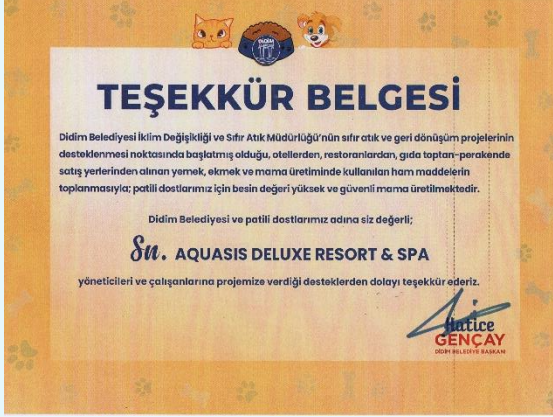 DİDİM
TEŞEKKÜR BELGESİ
Didim Belediyesi İklim Değişikliği ve Sıfır Atık Müdürlüğü'nün sıfır atık ve geri dönüşüm projelerinin
desteklenmesi noktasında başlatmış olduğu, otellerden, restoranlardan, gıda toptan-perakende
satış yerlerinden alınan yemek, ekmek ve mama üretiminde kullanılan ham maddelerin
toplanmasıyla; patili dostlarımız için besin değeri yüksek ve güvenli mama üretilmektedir.
Didim Belediyesi ve patili dostlarımız adına siz değerli;
Sn. AQUASIS DELUXE RESORT & SPA
yöneticileri ve çalışanlarına projemize verdiği desteklerden dolayı teşekkür ederiz.
Hatice
GENÇAY
DİDİM BELEDİYE BAŞKANI